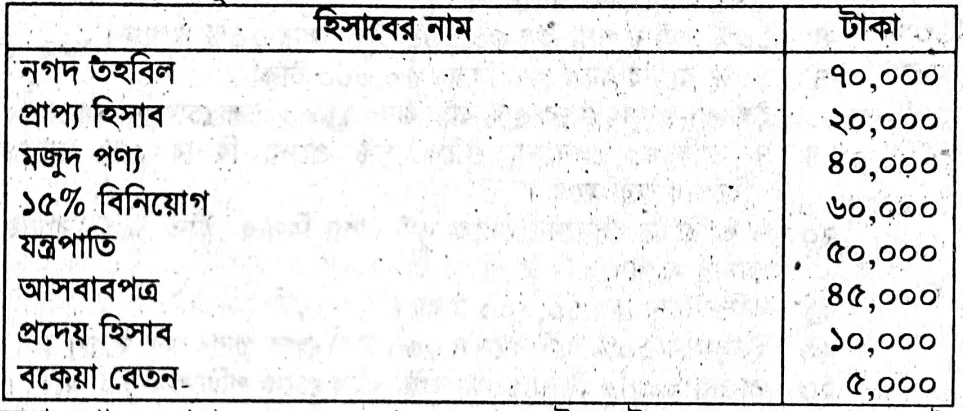 হিসাবের নাম টাকা
নগদ তহবিল ৭০,০০০
প্রাপ্য হিসাব ২০,০০০
মজুদ পণ্য ৪০,০০০
১৫% বিনিয়োগ ৬০,০০০
যন্ত্রপাতি ৫০,০০০
আসবাবপত্র ৪৫,০০০
প্রদেয় হিসাব ১০,০০০
বকেয়া বেতন ৫,০০০